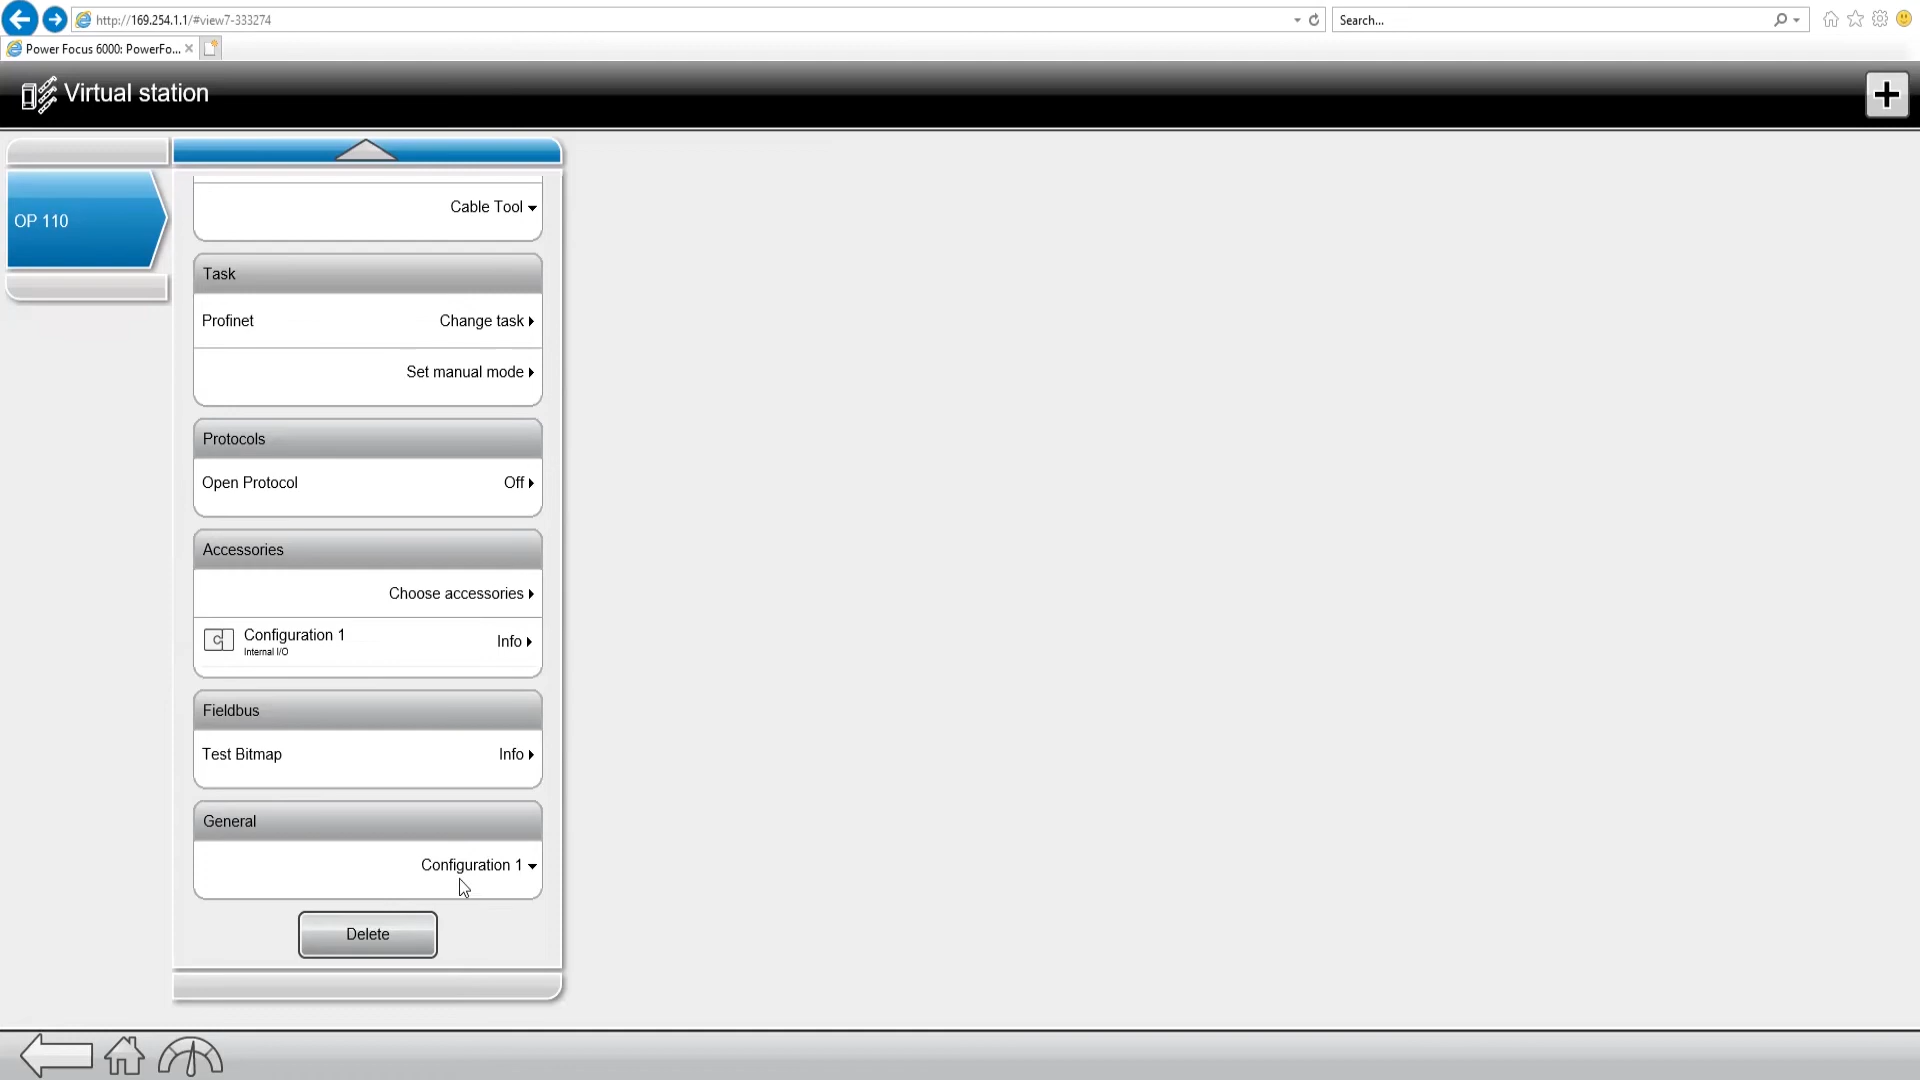 http://169.254.1.1/#view7-333274
Search...
Power Focus 6000: PowerFo...
Virtual station
OP 110
Cable Tool
Task
Profinet Change task
Set manual mode
Protocols
Open Protocol Off
Accessories
Choose accessories
Configuration 1 Info
Internal I/O
Fieldbus
Test Bitmap Info
General
Configuration 1
Delete